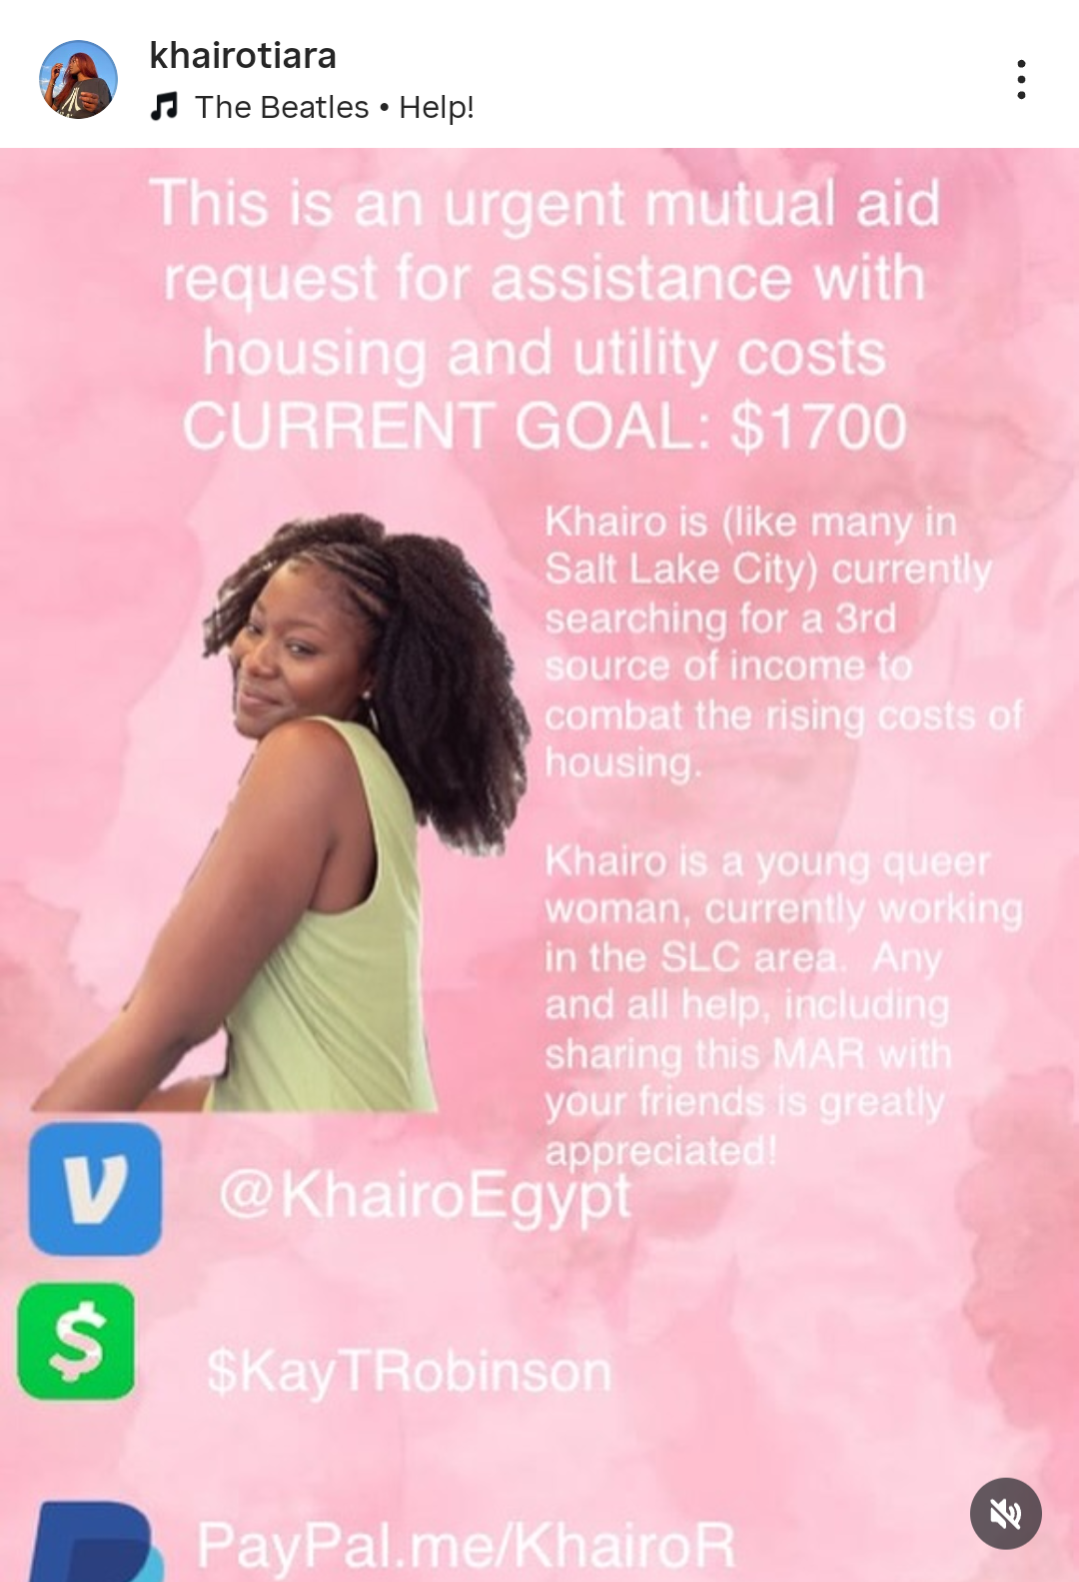 khairotiara
The Beatles • Help!
This is an urgent mutual aid
request for assistance with
housing and utility costs
CURRENT GOAL: $1700
Khairo is (like many in
Salt Lake City) currently
searching for a 3rd
source of income to
combat the rising costs of
housing.
Khairo is a young queer
woman, currently working
in the SLC area.  Any
and all help, including
sharing this MAR with
your friends is greatly
appreciated!
@KhairoEgypt
$KayTRobinson
PayPal.me/KhairoR